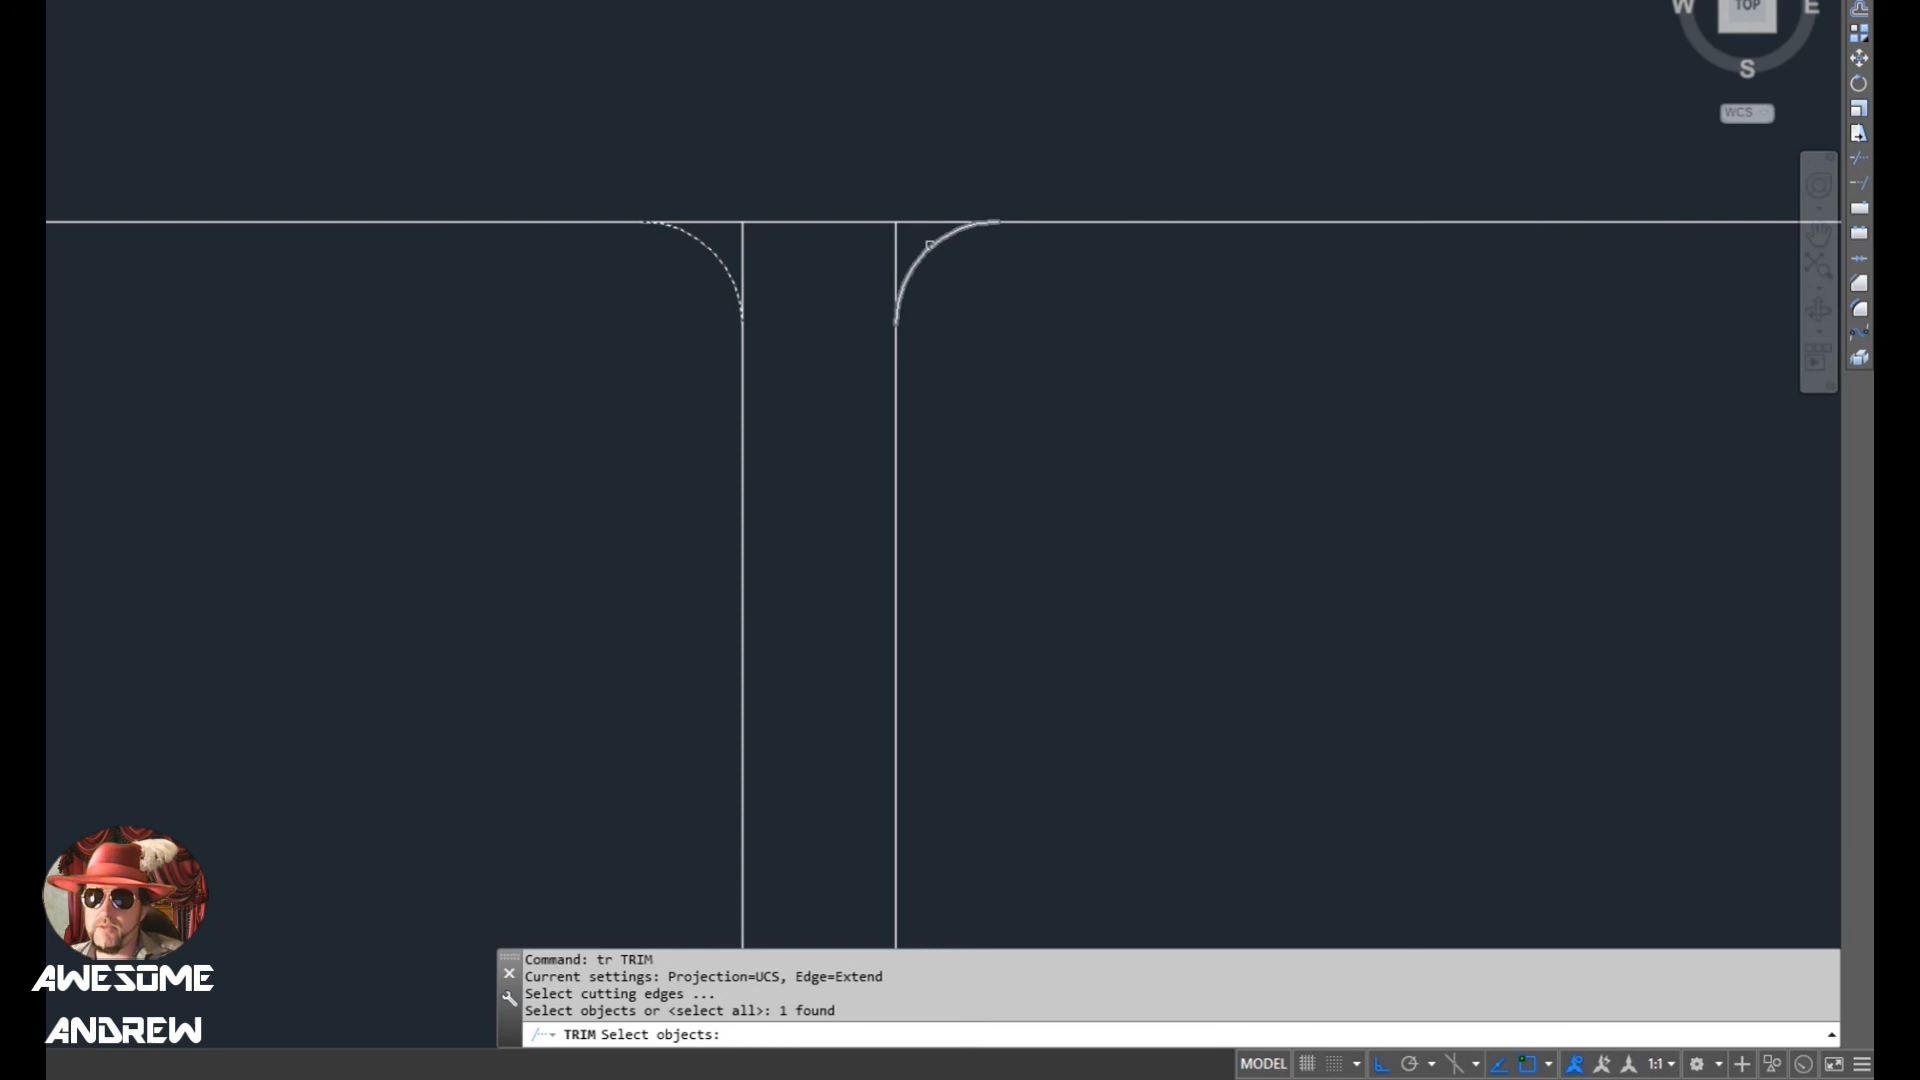 W TOP E
S
WCS
Command: tr TRIM
Current settings: Projection=UCS, Edge=Extend
Select cutting edges ...
Select objects or <select all>: 1 found
TRIM Select objects:
AWESOME
ANDREW
MODEL 1:1